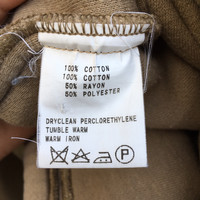 100% COTTON
100% COTTON
50% RAYON
50% POLYESTER
DRYCLEAN PERCLORETHYLENE
TUMBLE WARM
WARM IRON
P